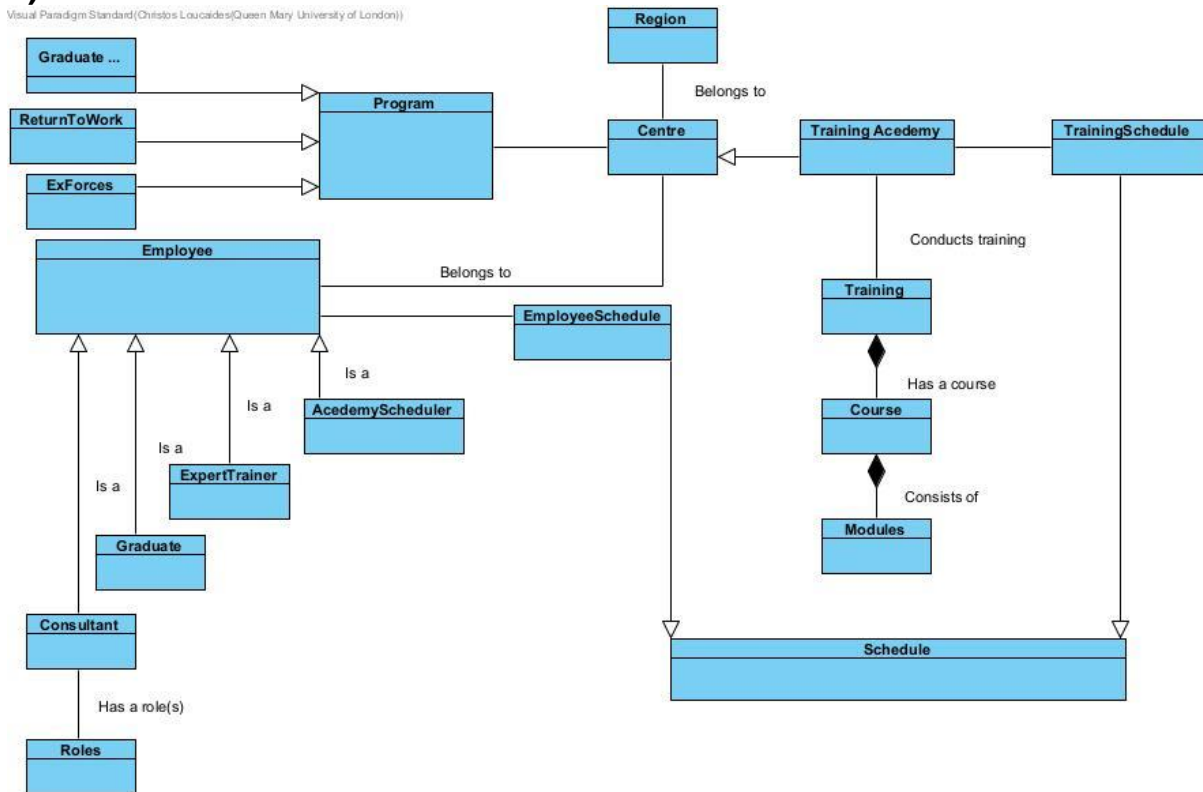 Visual Paradigm Standard(Christos Loucaides(Queen Mary University of London))
Region
Graduate ...
Belongs to
Program
ReturnToWork
Centre
Training Acedemy
TrainingSchedule
ExForces
Conducts training
Employee
Belongs to
Training
EmployeeSchedule
Is a
Has a course
AcedemyScheduler
Course
Is a
Is a
ExpertTrainer
Is a
Consists of
Modules
Graduate
Consultant
Schedule
Has a role(s)
Roles